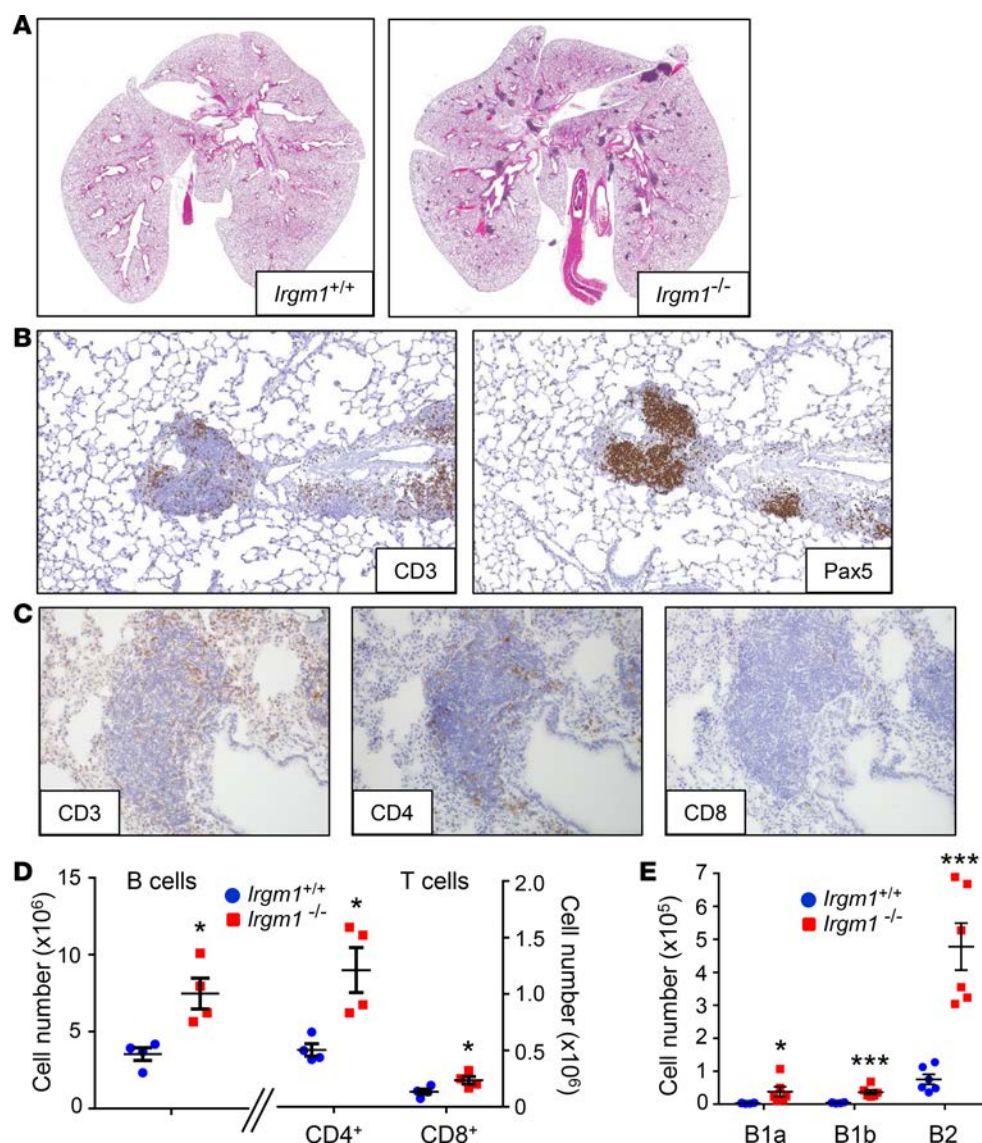 A
Irgm1+/+
Irgm1-/-
B
CD3
Pax5
C
CD3
CD4
CD8
D
B cells
T cells
Irgm1+/+
Irgm1 -/-
Cell number (x10⁶)
15
10
5
0
*
*
*
2.0
1.5
1.0
0.5
0
Cell number (x10⁶)
CD4+
CD8+
E
Irgm1+/+
Irgm1 -/-
Cell number (x10⁵)
7
6
5
4
3
2
1
0
*
***
***
B1a
B1b
B2